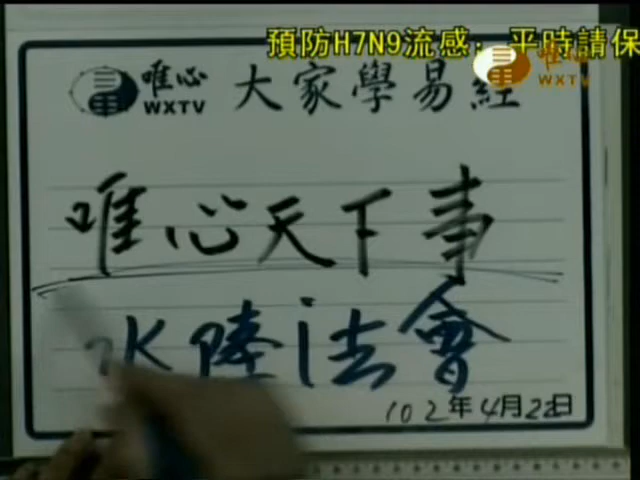 預防H7N9流感：平時請保
唯心
WXTV
大家學易經
唯心
WXTV
唯心天下事
水陸法會
102年4月22日